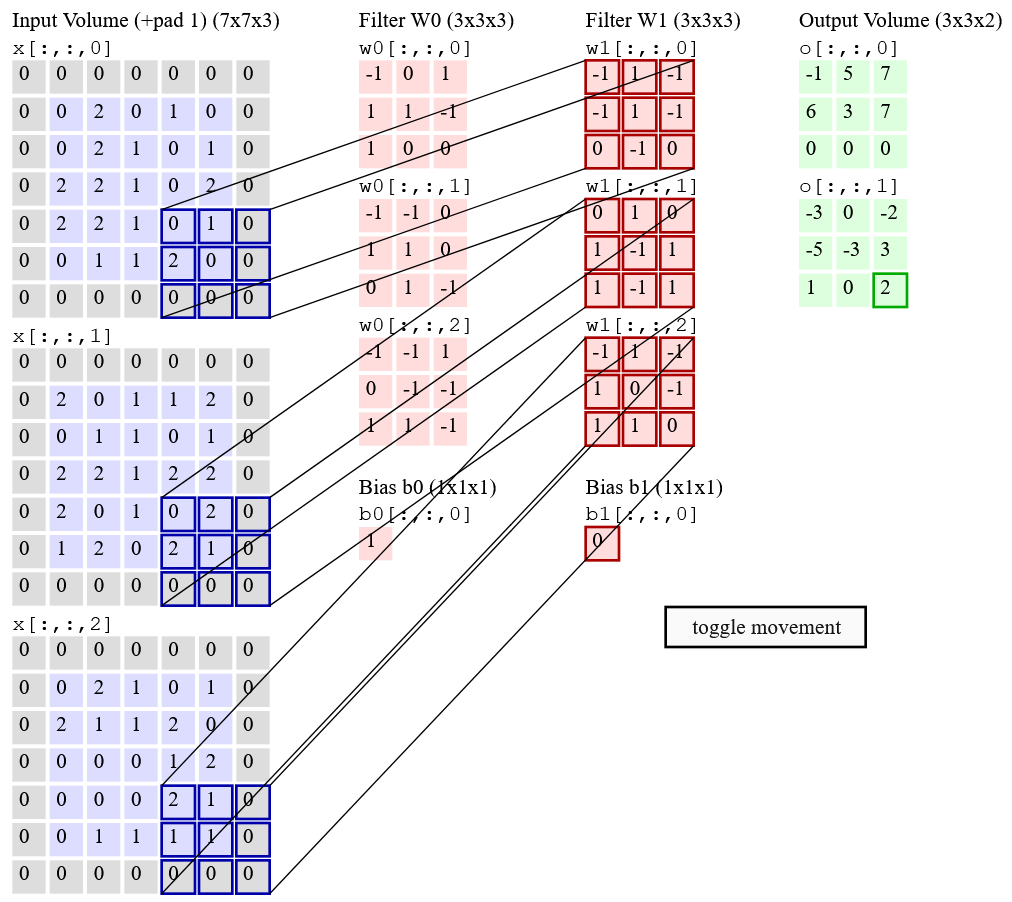 Input Volume (+pad 1) (7x7x3)
x[:,:,0]
0 0 0 0 0 0 0
0 0 2 0 1 0 0
0 0 2 1 0 1 0
0 2 2 1 0 2 0
0 2 2 1 0 1 0
0 0 1 1 2 0 0
0 0 0 0 0 0 0
x[:,:,1]
0 0 0 0 0 0 0
0 2 0 1 1 2 0
0 0 1 1 0 1 0
0 2 2 1 2 2 0
0 2 0 1 0 2 0
0 1 2 0 2 1 0
0 0 0 0 0 0 0
x[:,:,2]
0 0 0 0 0 0 0
0 0 2 1 0 1 0
0 2 1 1 2 0 0
0 0 0 0 1 2 0
0 0 0 0 2 1 0
0 0 1 1 1 1 0
0 0 0 0 0 0 0
Filter W0 (3x3x3)
w0[:,:,0]
-1 0 1
1 1 -1
1 0 0
w0[:,:,1]
-1 -1 0
1 1 0
0 1 -1
w0[:,:,2]
-1 -1 1
0 -1 -1
1 1 -1
Bias b0 (1x1x1)
b0[:,:,0]
1
Filter W1 (3x3x3)
w1[:,:,0]
-1 1 -1
-1 1 -1
0 -1 0
w1[:,:,1]
0 1 0
1 -1 1
1 -1 1
w1[:,:,2]
-1 1 -1
1 0 -1
1 1 0
Bias b1 (1x1x1)
b1[:,:,0]
0
Output Volume (3x3x2)
o[:,:,0]
-1 5 7
6 3 7
0 0 0
o[:,:,1]
-3 0 -2
-5 -3 3
1 0 2
toggle movement